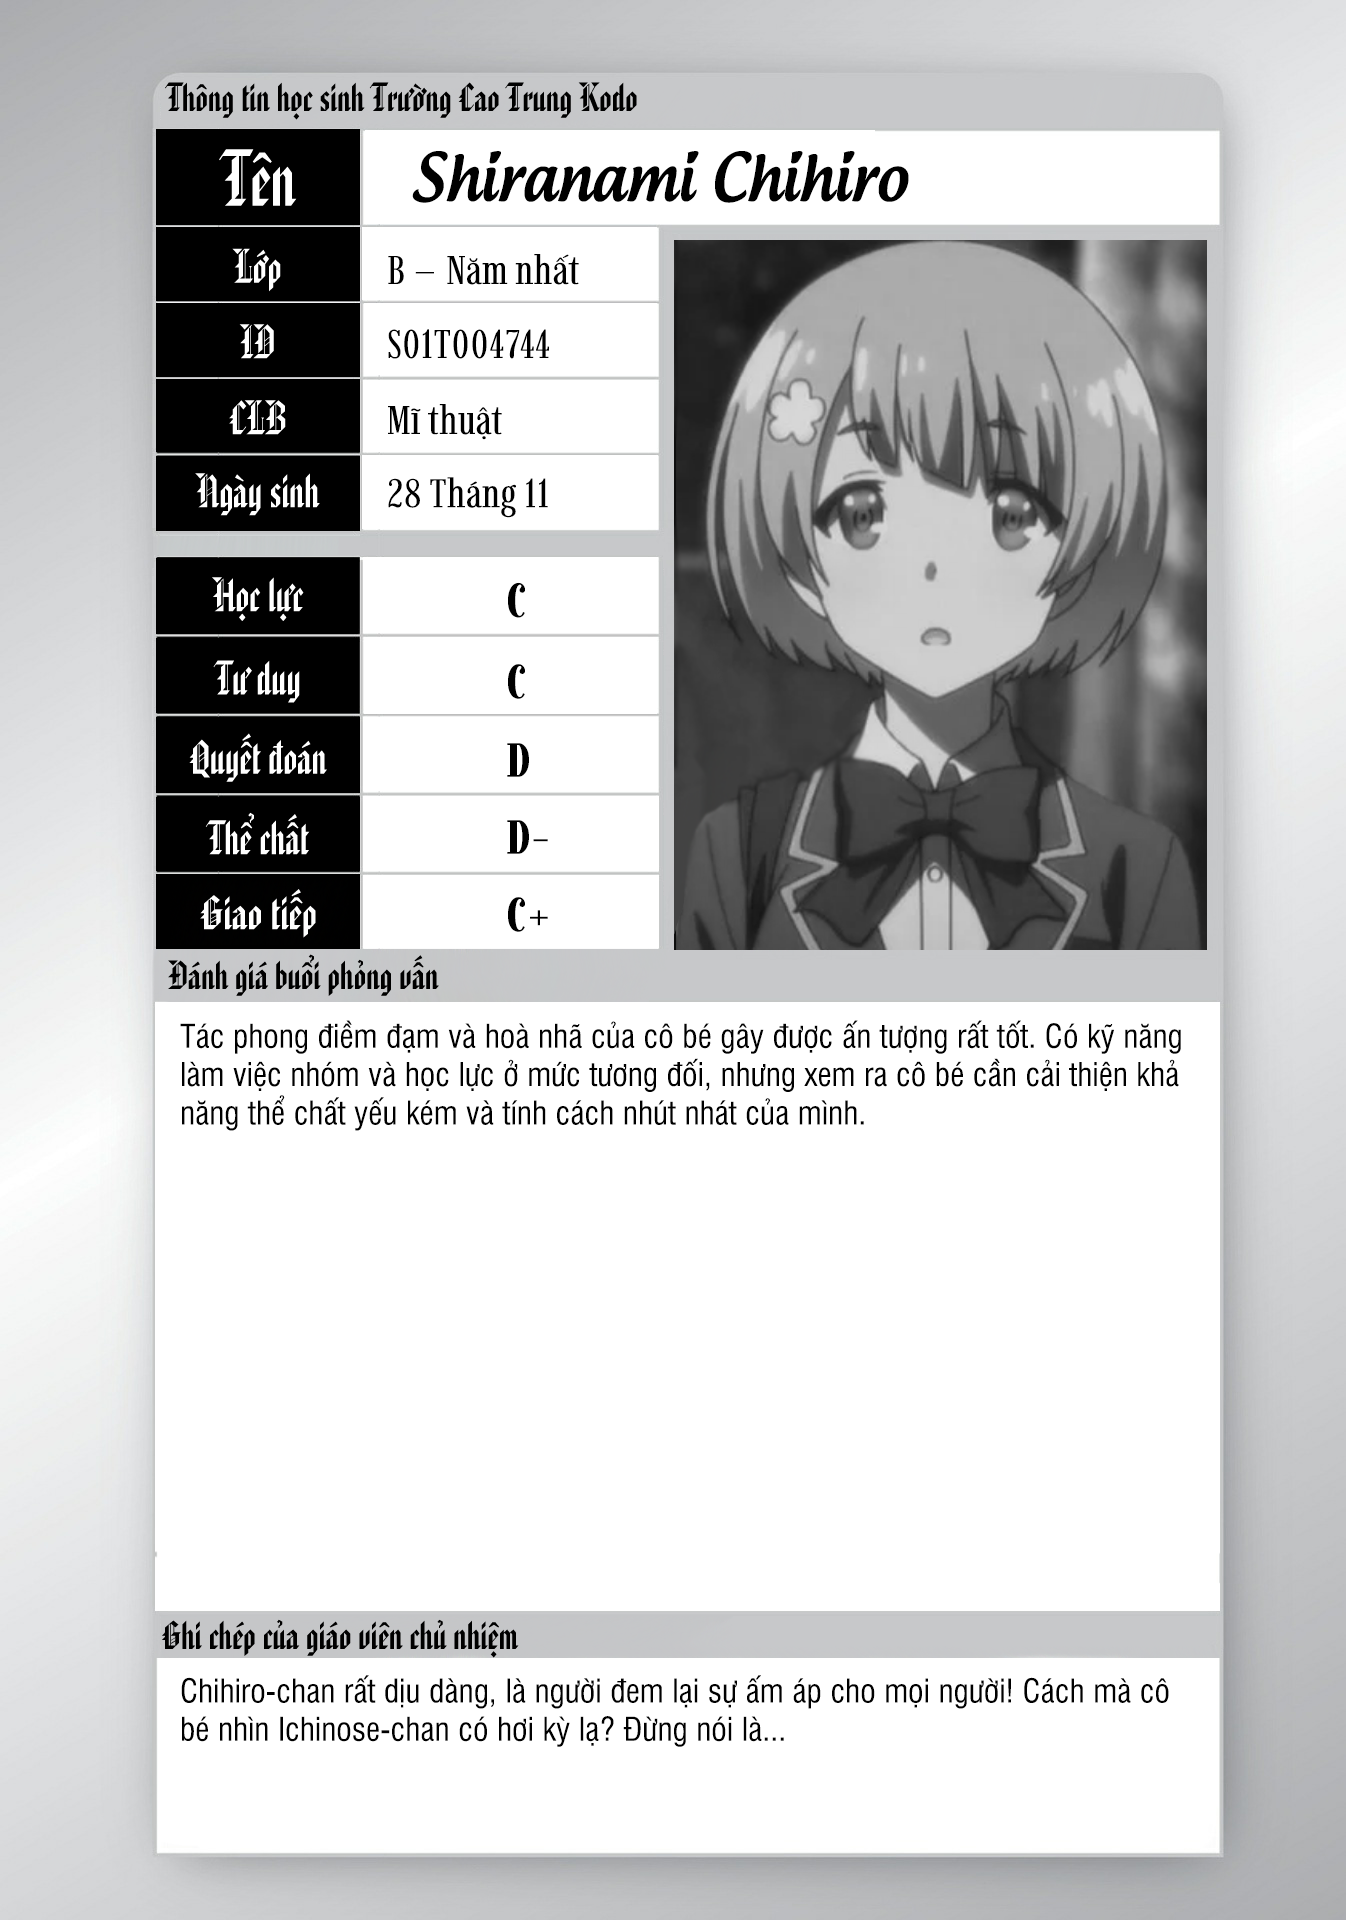 Thông tin học sinh Trường Cao Trung Kodo
Tên
Shiranami Chihiro
Lớp
B – Năm nhất
ID
S01T004744
CLB
Mĩ thuật
Ngày sinh
28 Tháng 11
Học lực
C
Tư duy
C
Quyết đoán
D
Thể chất
D-
Giao tiếp
C+
Đánh giá buổi phỏng vấn
Tác phong điềm đạm và hoà nhã của cô bé gây được ấn tượng rất tốt. Có kỹ năng
làm việc nhóm và học lực ở mức tương đối, nhưng xem ra cô bé cần cải thiện khả
năng thể chất yếu kém và tính cách nhút nhát của mình.
Ghi chép của giáo viên chủ nhiệm
Chihiro-chan rất dịu dàng, là người đem lại sự ấm áp cho mọi người! Cách mà cô
bé nhìn Ichinose-chan có hơi kỳ lạ? Đừng nói là...